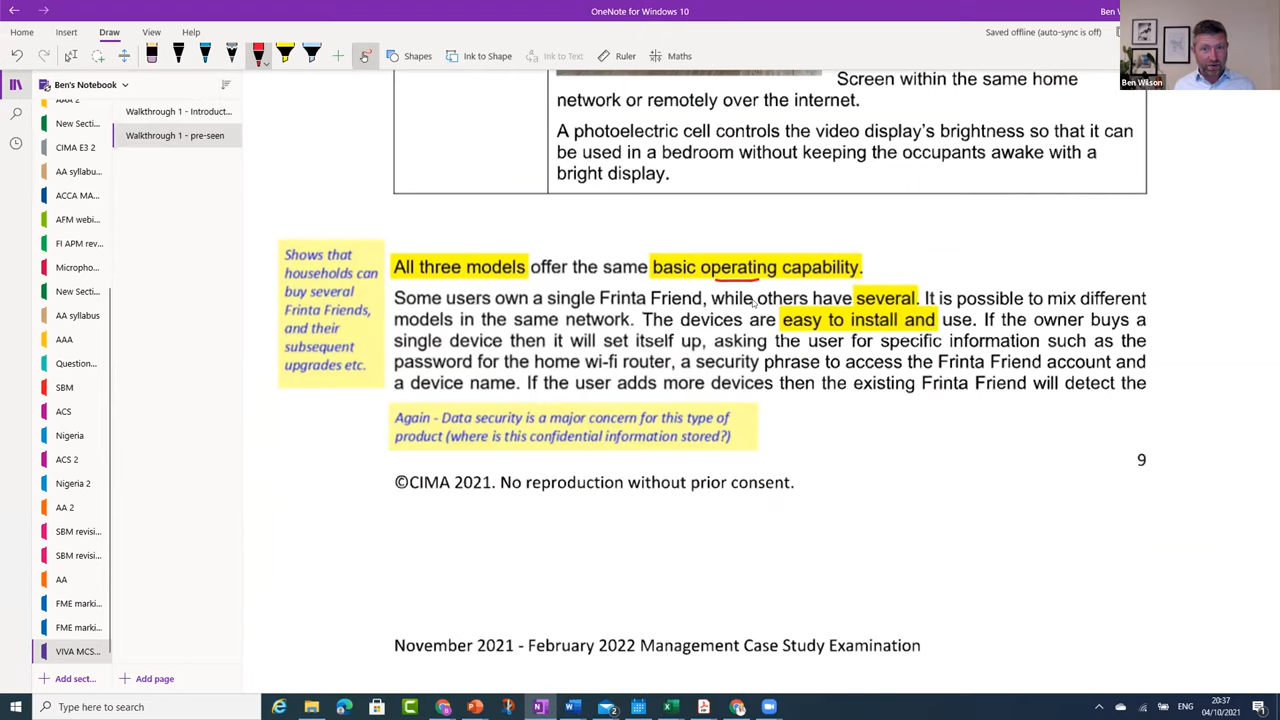 OneNote for Windows 10
Ben W
Home
Insert
Draw
View
Help
Saved offline (auto-sync is off)
Shapes
Ink to Shape
Ink to Text
Ruler
Maths
Ben Wilson
Ben's Notebook
AAA 2
New Secti...
CIMA E3 2
AA syllabu...
ACCA MA...
AFM webi...
FI APM rev...
Micropho...
New Secti...
AA syllabus
AAA
Question...
SBM
ACS
Nigeria
ACS 2
Nigeria 2
AA 2
SBM revisi...
SBM revisi...
AA
FME marki...
FME marki...
VIVA MCS...
Add sect...
Walkthrough 1 - Introduct...
Walkthrough 1 - pre-seen
Add page
Screen within the same home
network or remotely over the internet.
A photoelectric cell controls the video display's brightness so that it can
be used in a bedroom without keeping the occupants awake with a
bright display.
Shows that
households can
buy several
Frinta Friends,
and their
subsequent
upgrades etc.
All three models offer the same basic operating capability.
Some users own a single Frinta Friend, while others have several. It is possible to mix different
models in the same network. The devices are easy to install and use. If the owner buys a
single device then it will set itself up, asking the user for specific information such as the
password for the home wi-fi router, a security phrase to access the Frinta Friend account and
a device name. If the user adds more devices then the existing Frinta Friend will detect the
Again - Data security is a major concern for this type of
product (where is this confidential information stored?)
9
©CIMA 2021. No reproduction without prior consent.
November 2021 - February 2022 Management Case Study Examination
Type here to search
20:37
04/10/2021